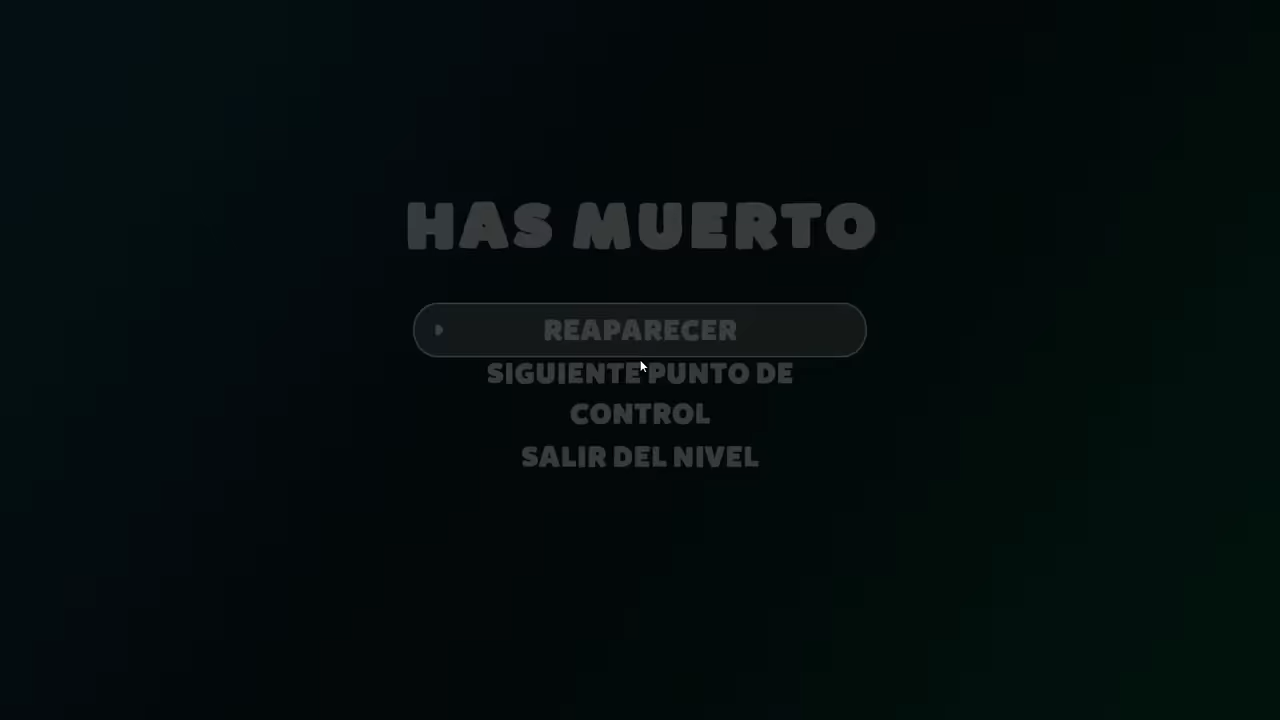 HAS MUERTO
REAPARECER
SIGUIENTE PUNTO DE
CONTROL
SALIR DEL NIVEL